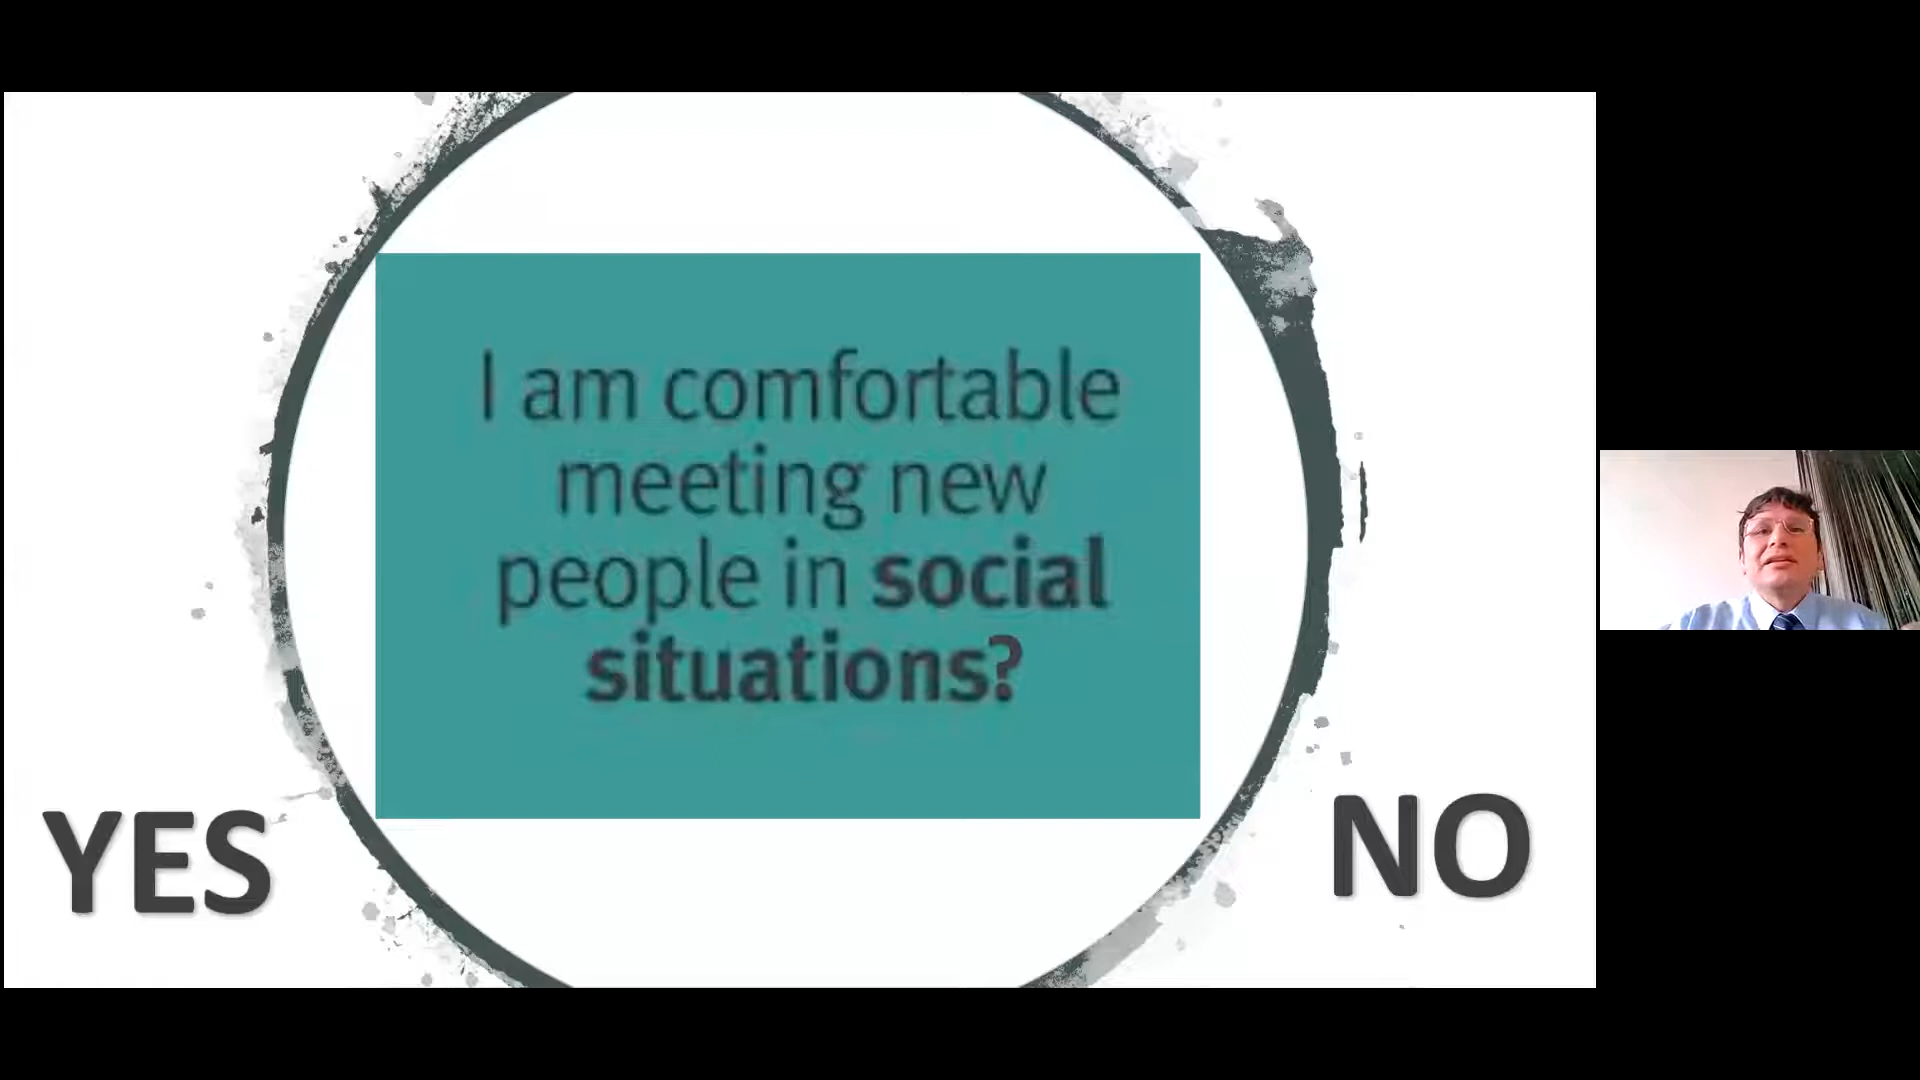 I am comfortable
meeting new
people in social
situations?
YES
NO